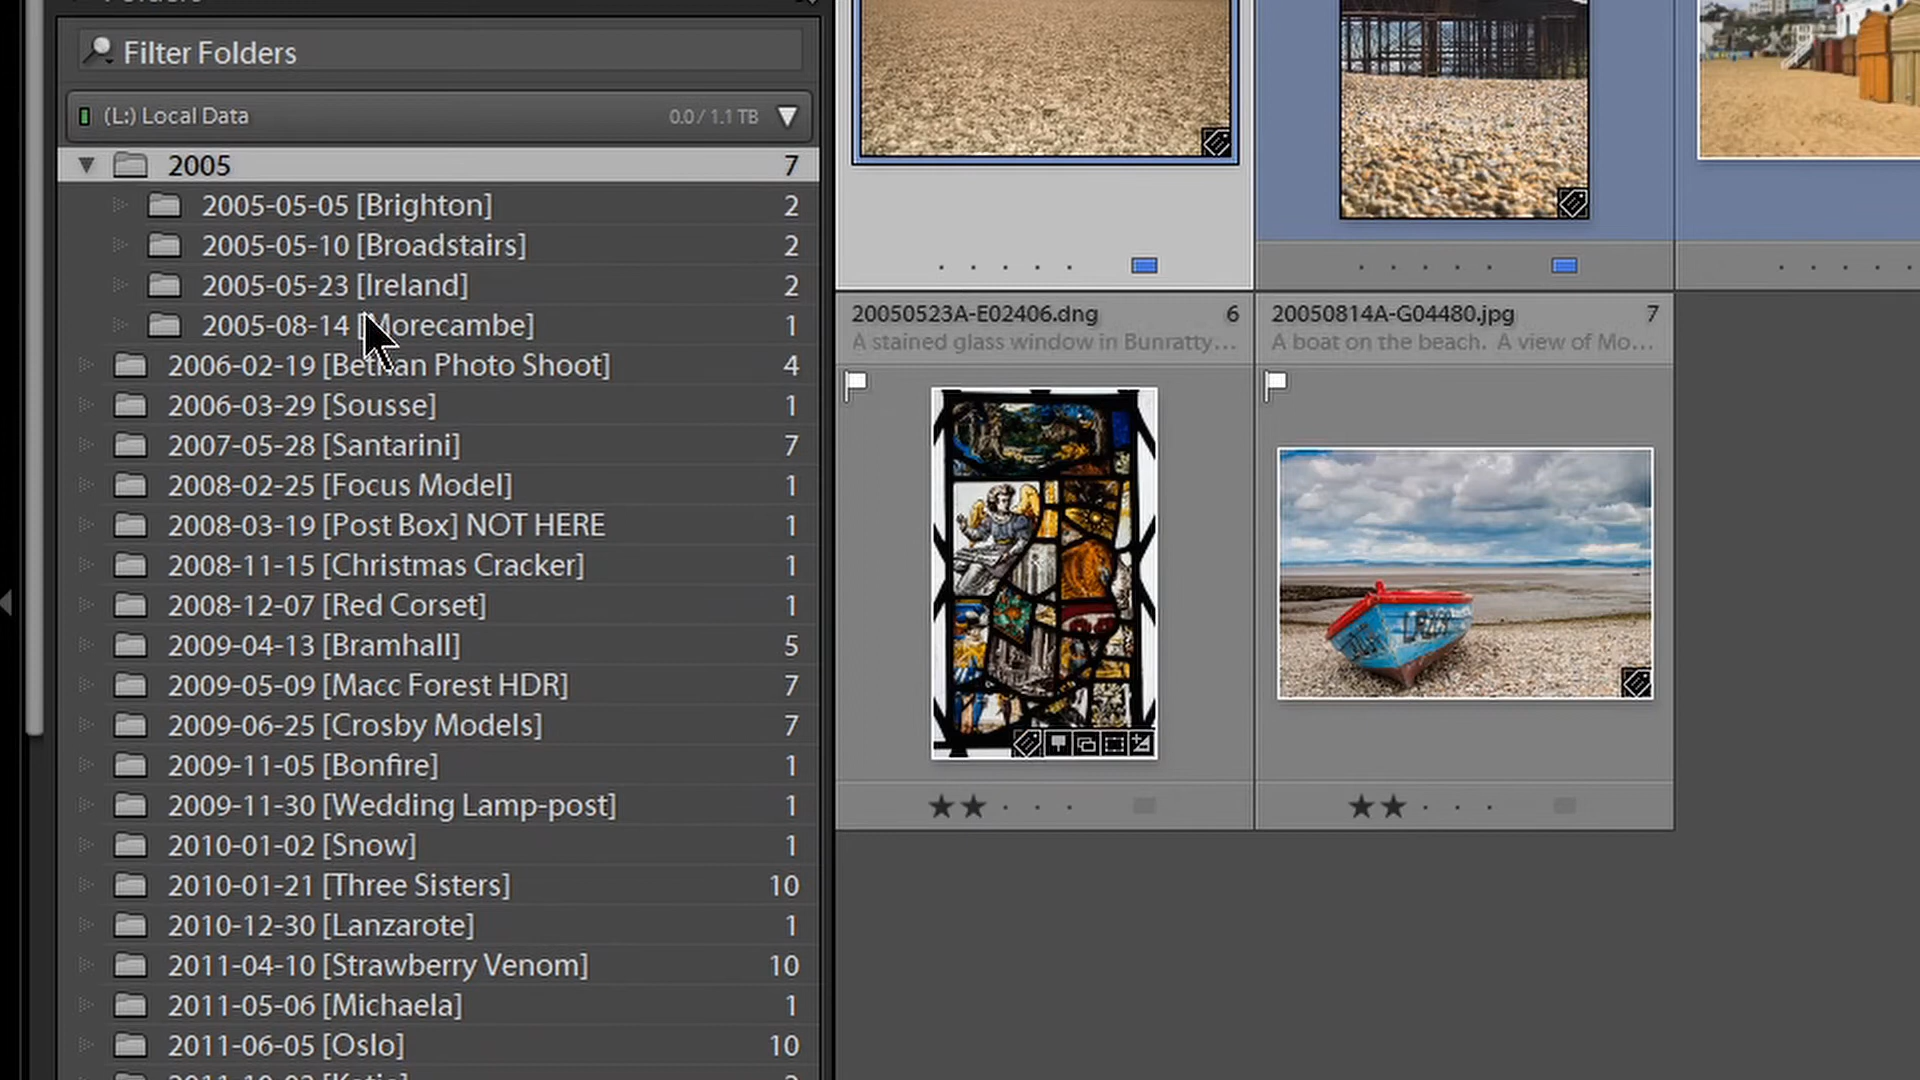 Folders
Filter Folders
(L:) Local Data 0.0 / 1.1 TB
2005 7
2005-05-05 [Brighton] 2
2005-05-10 [Broadstairs] 2
2005-05-23 [Ireland] 2
2005-08-14 [Morecambe] 1
2006-02-19 [Bethan Photo Shoot] 4
2006-03-29 [Sousse] 1
2007-05-28 [Santarini] 7
2008-02-25 [Focus Model] 1
2008-03-19 [Post Box] NOT HERE 1
2008-11-15 [Christmas Cracker] 1
2008-12-07 [Red Corset] 1
2009-04-13 [Bramhall] 5
2009-05-09 [Macc Forest HDR] 7
2009-06-25 [Crosby Models] 7
2009-11-05 [Bonfire] 1
2009-11-30 [Wedding Lamp-post] 1
2010-01-02 [Snow] 1
2010-01-21 [Three Sisters] 10
2010-12-30 [Lanzarote] 1
2011-04-10 [Strawberry Venom] 10
2011-05-06 [Michaela] 1
2011-06-05 [Oslo] 10
20050523A-E02406.dng 6
A stained glass window in Bunratty...
20050814A-G04480.jpg 7
A boat on the beach. A view of Mo...